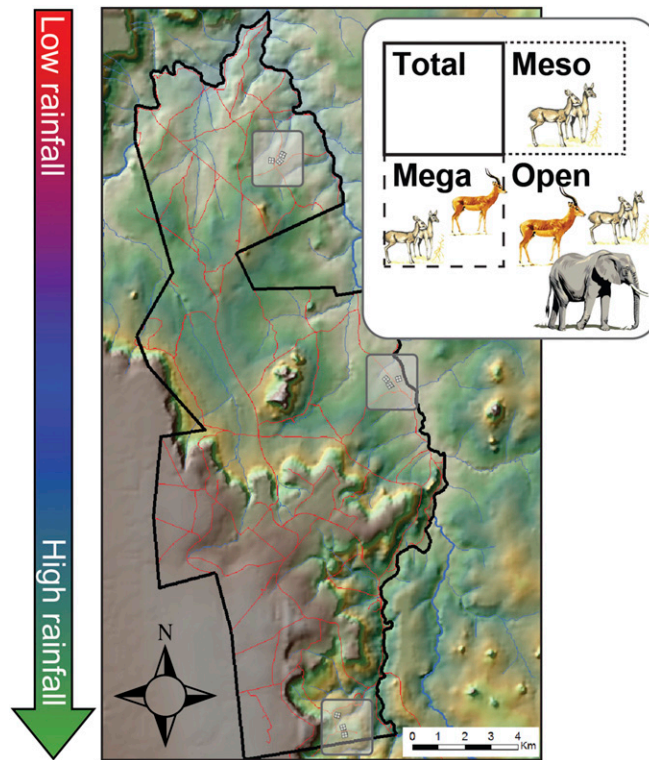 Low rainfall
High rainfall
Total
Meso
Mega
Open
N
0 1 2 3 4
Km